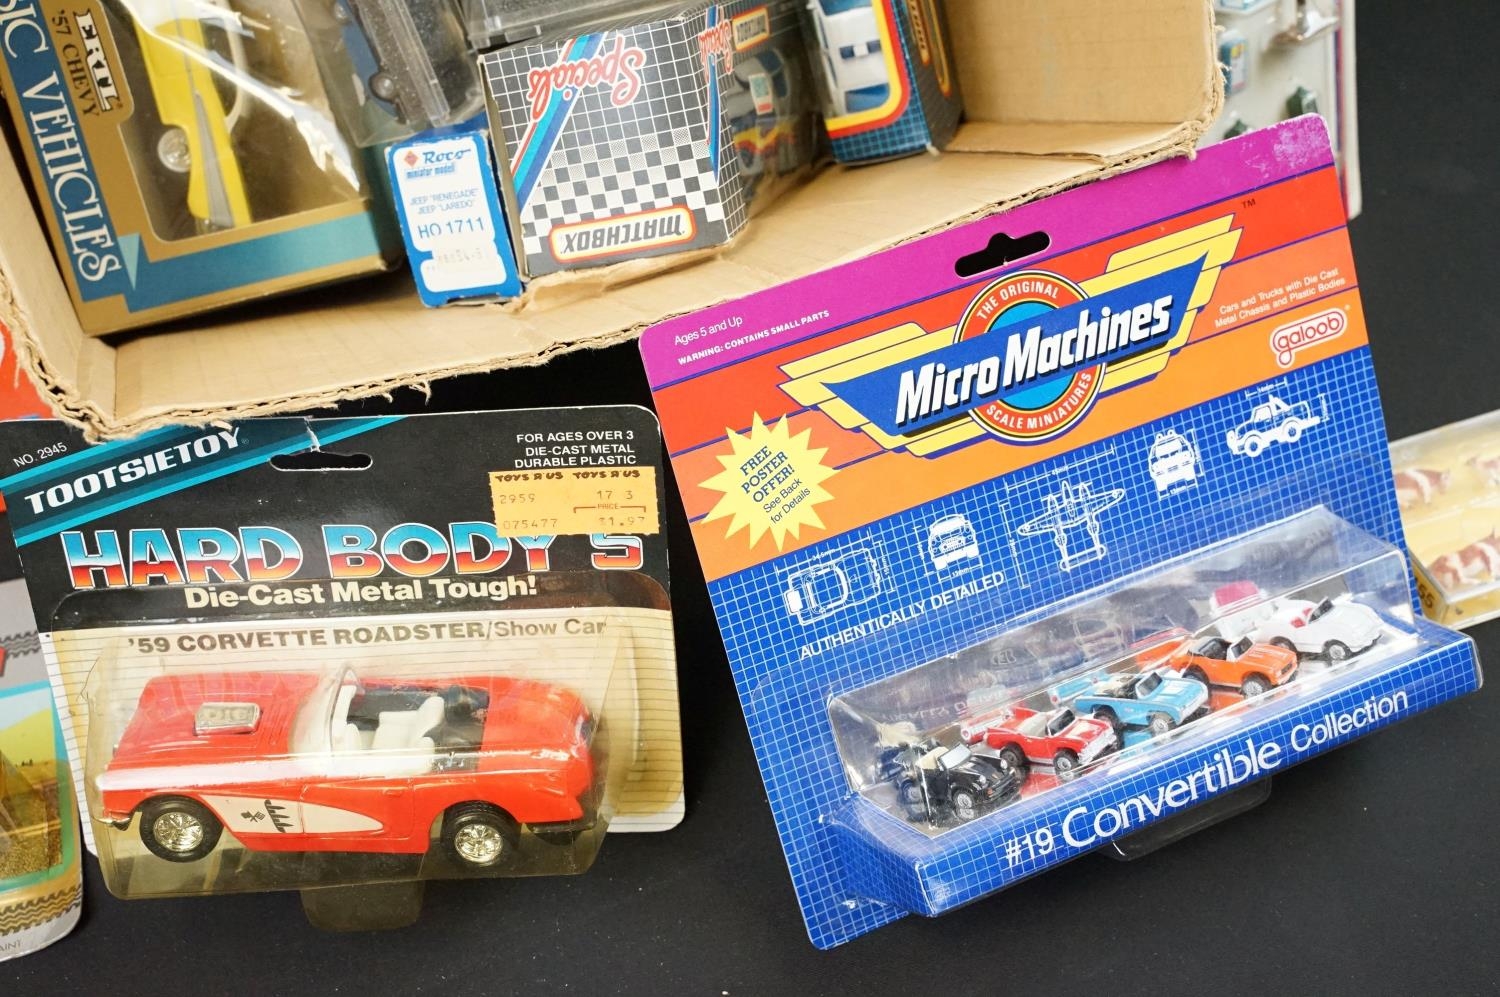 ERTL
'57 CHEVY
VEHICLES
Roco
miniatur modell
JEEP "RENEGADE"
JEEP "LAREDO"
HO 1711
Specials
Specials
MATCHBOX
MATCHBOX
NO. 2945
TOOTSIETOY
FOR AGES OVER 3
DIE-CAST METAL
DURABLE PLASTIC
TOYS "R" US TOYS "R" US
2959 17 3
PRICE
075477 $1.97
HARD BODY'S
Die-Cast Metal Tough!
'59 CORVETTE ROADSTER/Show Car
Ages 5 and Up
WARNING: CONTAINS SMALL PARTS
THE ORIGINAL
Micro Machines
SCALE MINIATURES
TM
Cars and Trucks with Die Cast
Metal Chassis and Plastic Bodies
galoob
FREE
POSTER
OFFER!
See Back
for Details
AUTHENTICALLY DETAILED
#19 Convertible Collection